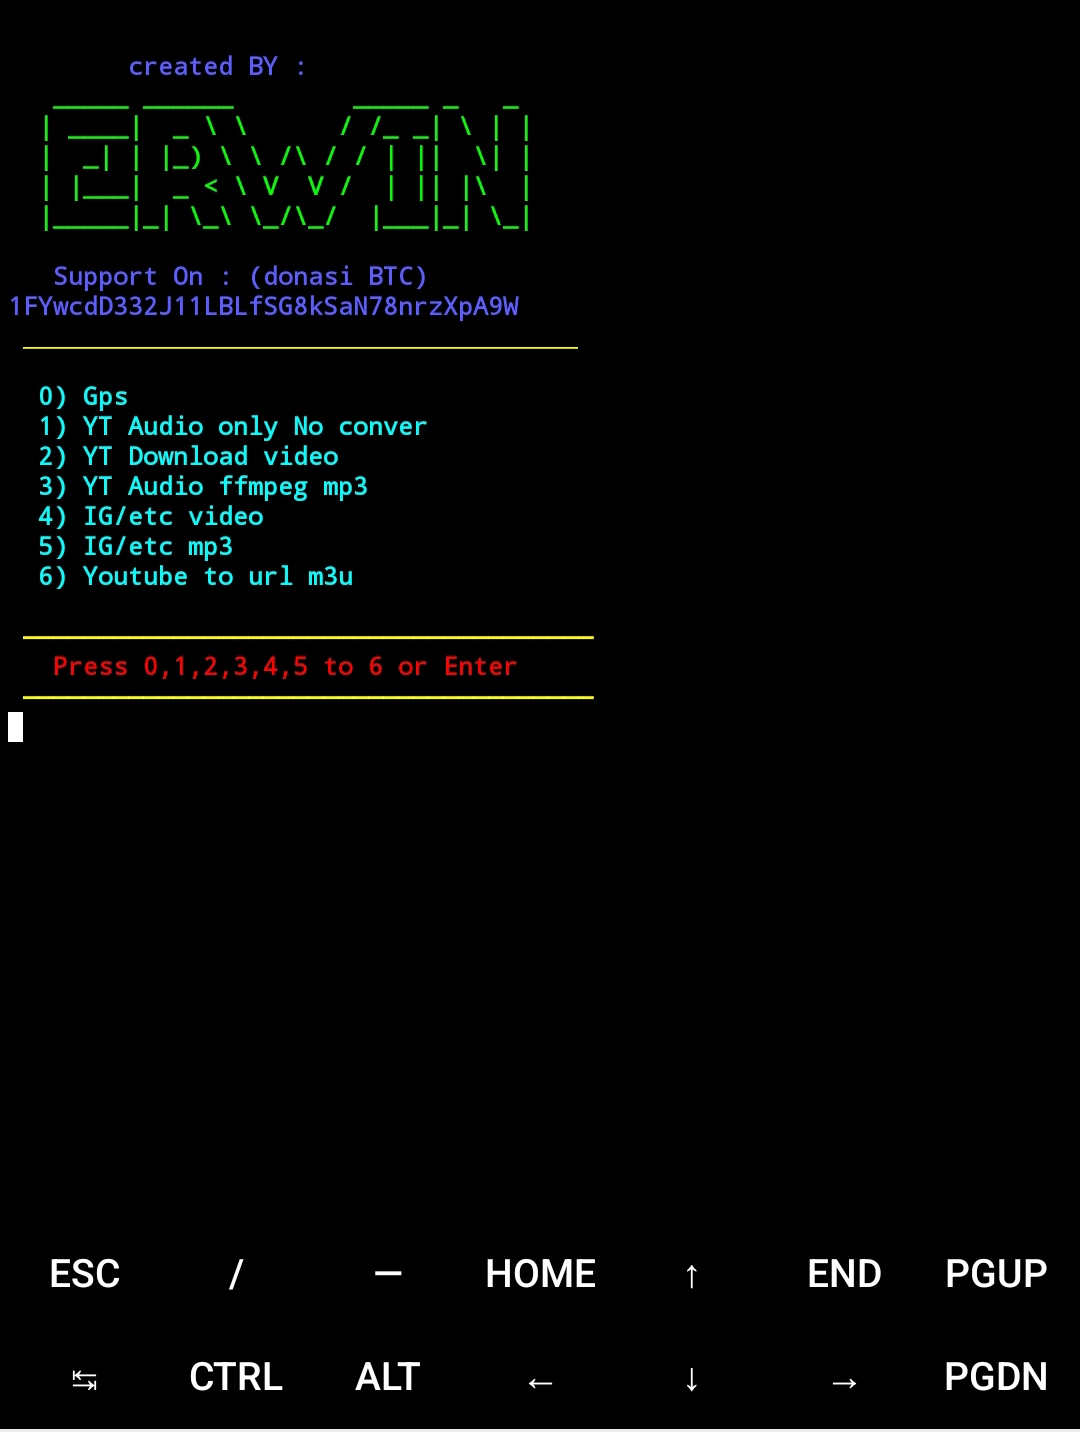 created BY :
ERWIN
Support On : (donasi BTC)
1FYwcdD332J11LBLfSG8kSaN78nrzXpA9W
0) Gps
1) YT Audio only No conver
2) YT Download video
3) YT Audio ffmpeg mp3
4) IG/etc video
5) IG/etc mp3
6) Youtube to url m3u
Press 0,1,2,3,4,5 to 6 or Enter
ESC / — HOME ↑ END PGUP
↹ CTRL ALT ← ↓ → PGDN